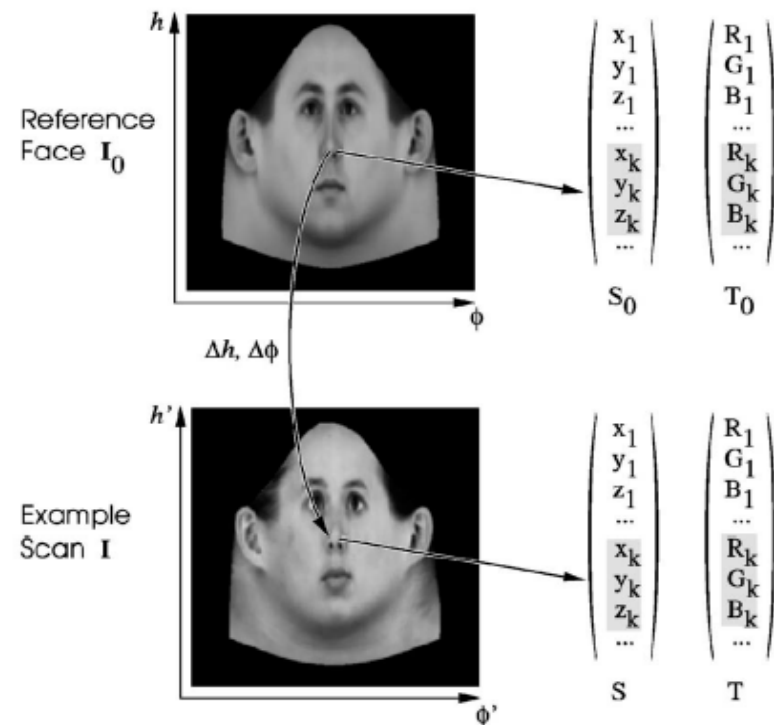 h
Reference
Face I₀
ϕ
x₁
y₁
z₁
...
xₖ
yₖ
zₖ
...
S₀
R₁
G₁
B₁
...
Rₖ
Gₖ
Bₖ
...
T₀
Δh, Δϕ
h'
Example
Scan I
ϕ'
x₁
y₁
z₁
...
xₖ
yₖ
zₖ
...
S
R₁
G₁
B₁
...
Rₖ
Gₖ
Bₖ
...
T